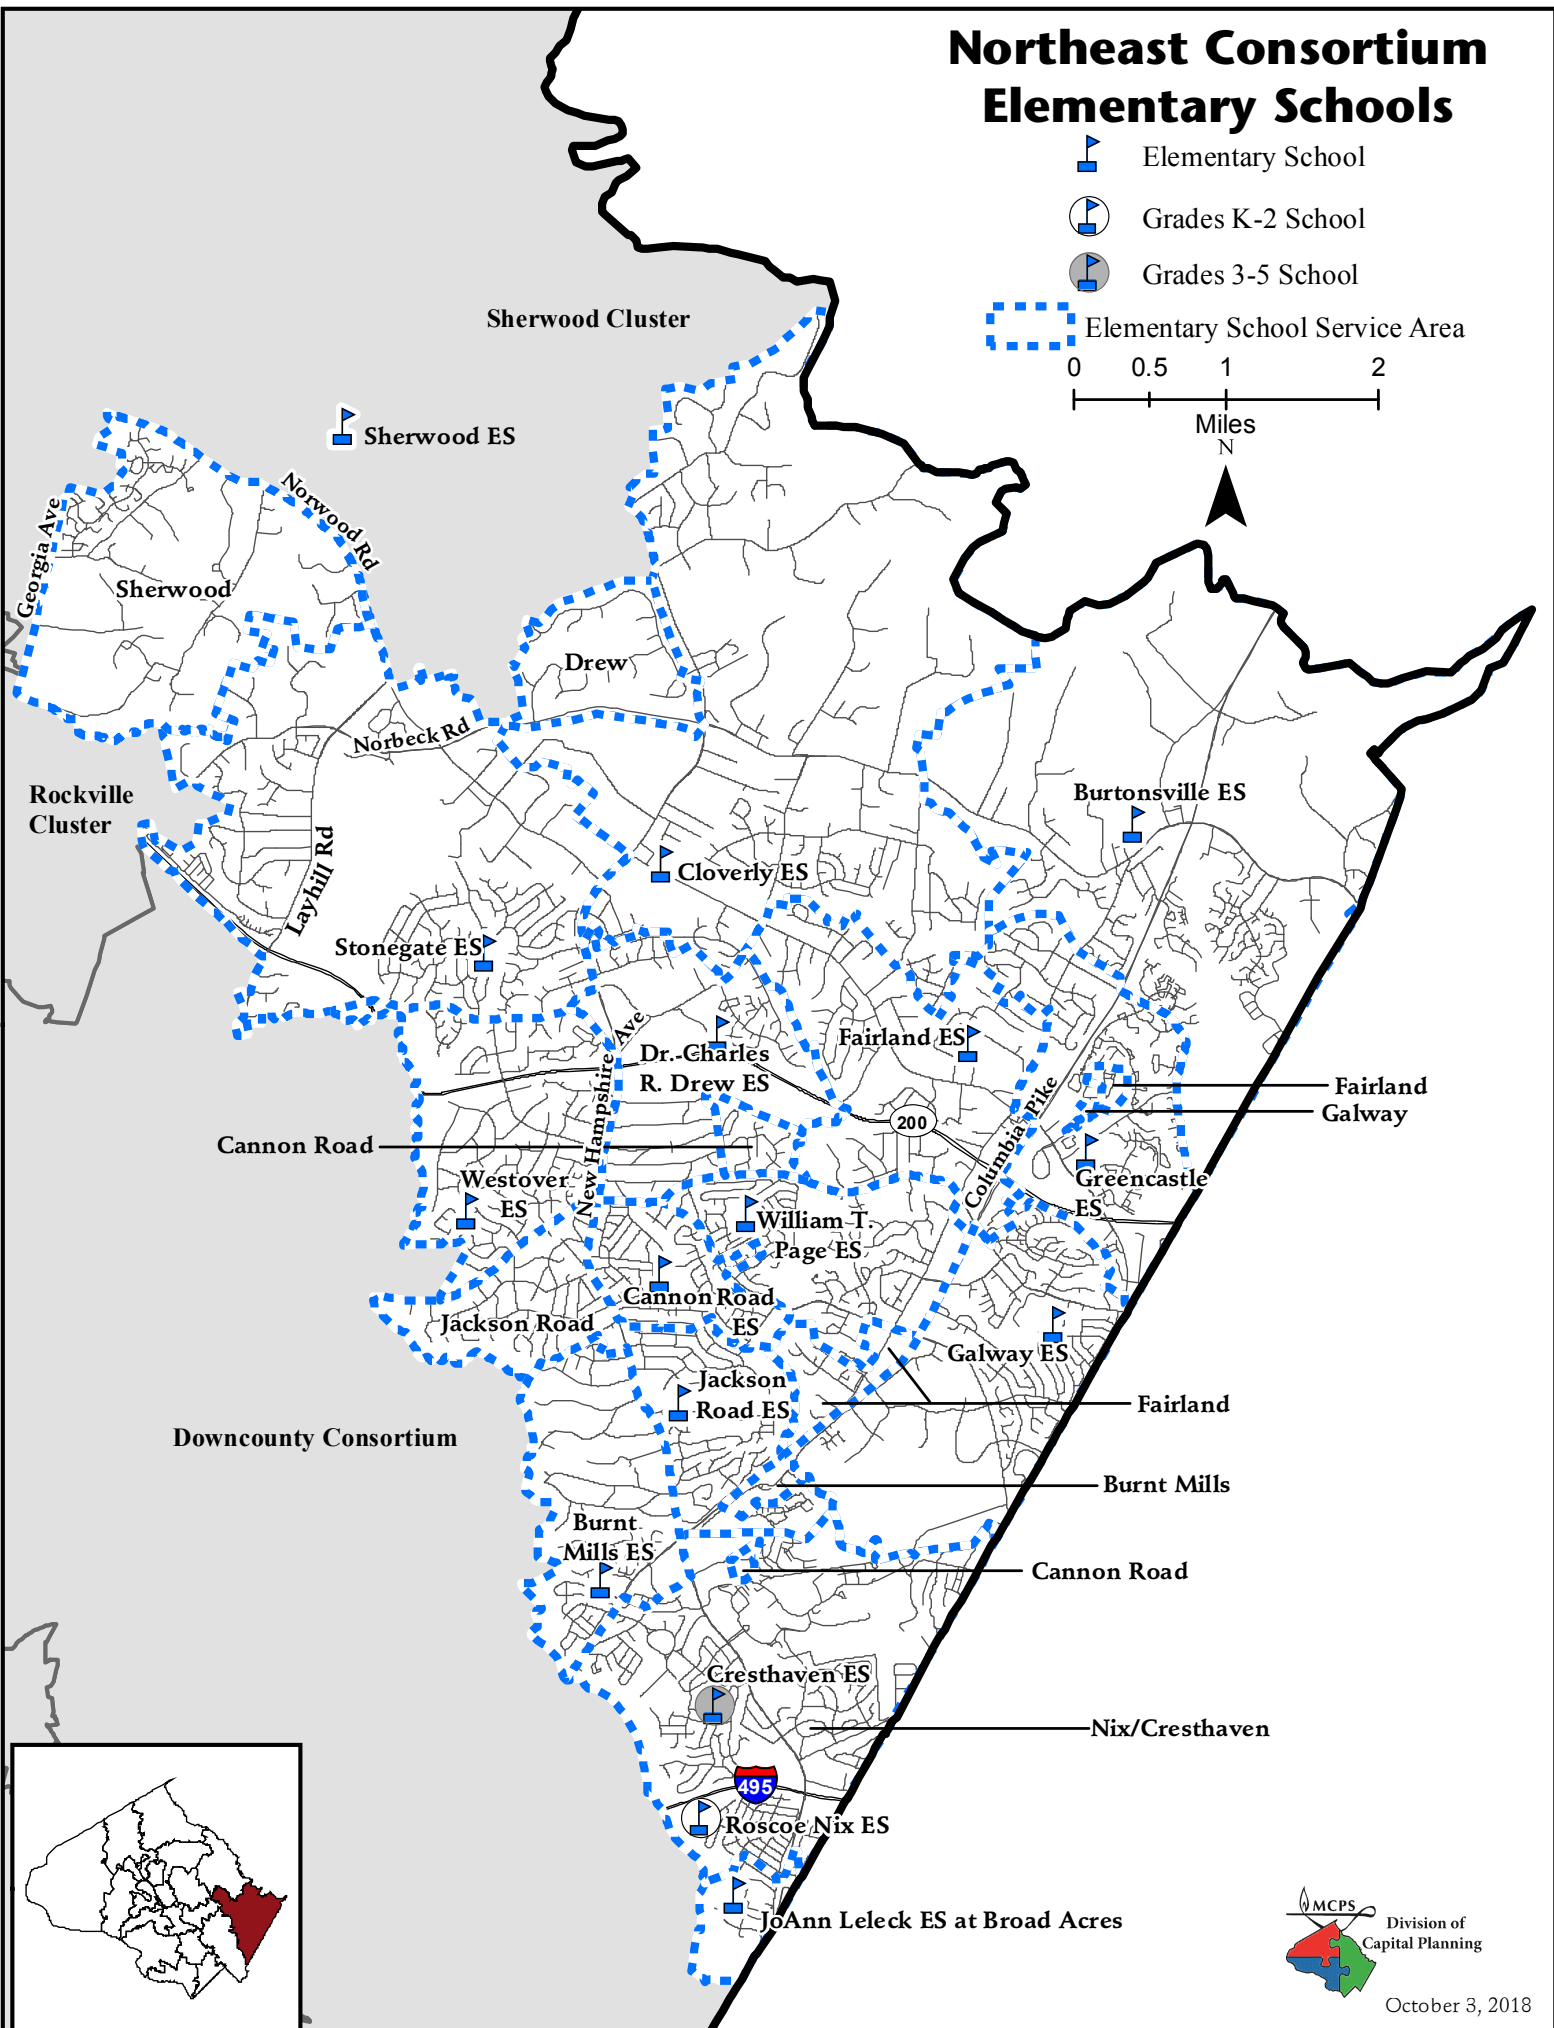 Northeast Consortium
Elementary Schools
Elementary School
Grades K-2 School
Grades 3-5 School
Elementary School Service Area
0 0.5 1 2
Miles
N
Sherwood Cluster
Sherwood ES
Norwood Rd
Georgia Ave
Sherwood
Drew
Norbeck Rd
Rockville
Cluster
Burtonsville ES
Layhill Rd
Cloverly ES
Stonegate ES
New Hampshire Ave
Fairland ES
Dr. Charles
R. Drew ES
Columbia Pike
Fairland
Galway
200
Cannon Road
Westover
ES
Greencastle
ES
William T.
Page ES
Cannon Road
ES
Jackson Road
Galway ES
Jackson
Road ES
Fairland
Downcounty Consortium
Burnt Mills
Burnt
Mills ES
Cannon Road
Cresthaven ES
Nix/Cresthaven
495
Roscoe Nix ES
JoAnn Leleck ES at Broad Acres
MCPS
Division of
Capital Planning
October 3, 2018